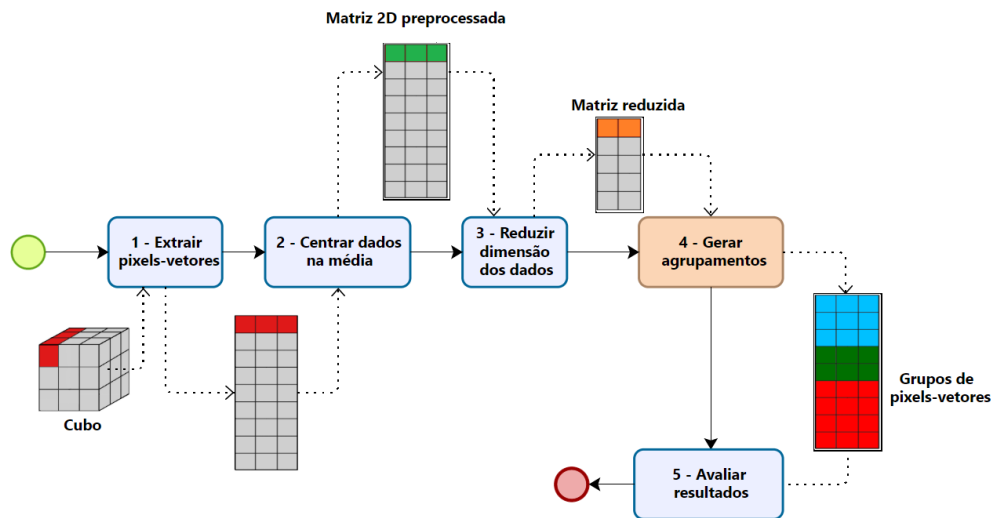 Matriz 2D preprocessada
Matriz reduzida
1 - Extrair
pixels-vetores
2 - Centrar dados
na média
3 - Reduzir
dimensão
dos dados
4 - Gerar
agrupamentos
Cubo
Grupos de
pixels-vetores
5 - Avaliar
resultados